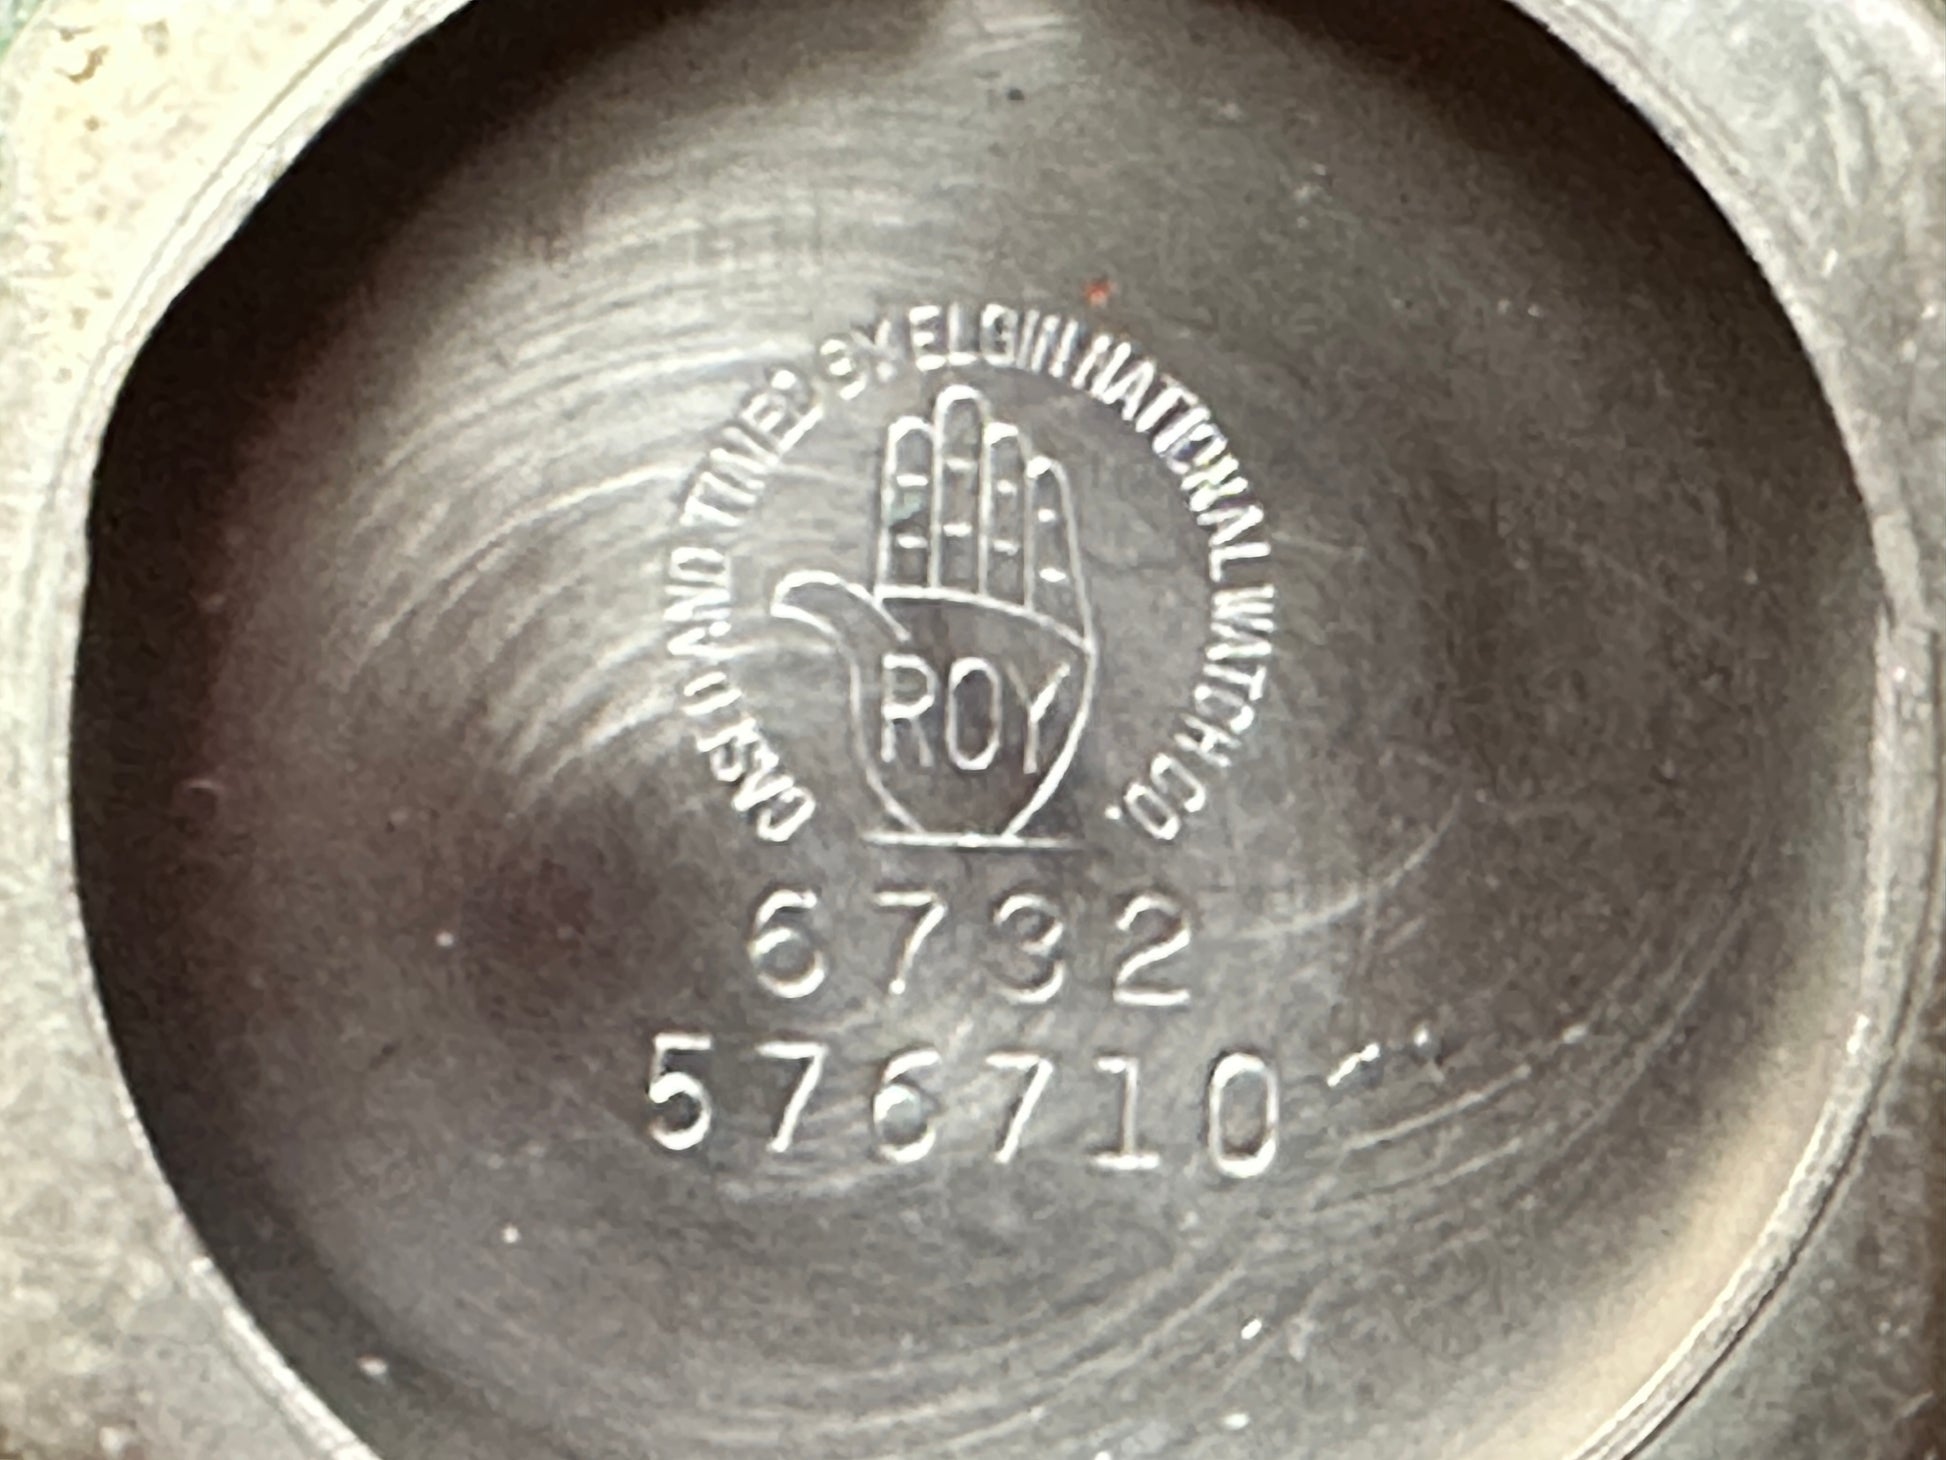 CASED AND TIMED BY ELGIN NATIONAL WATCH CO.
ROY
6732
576710